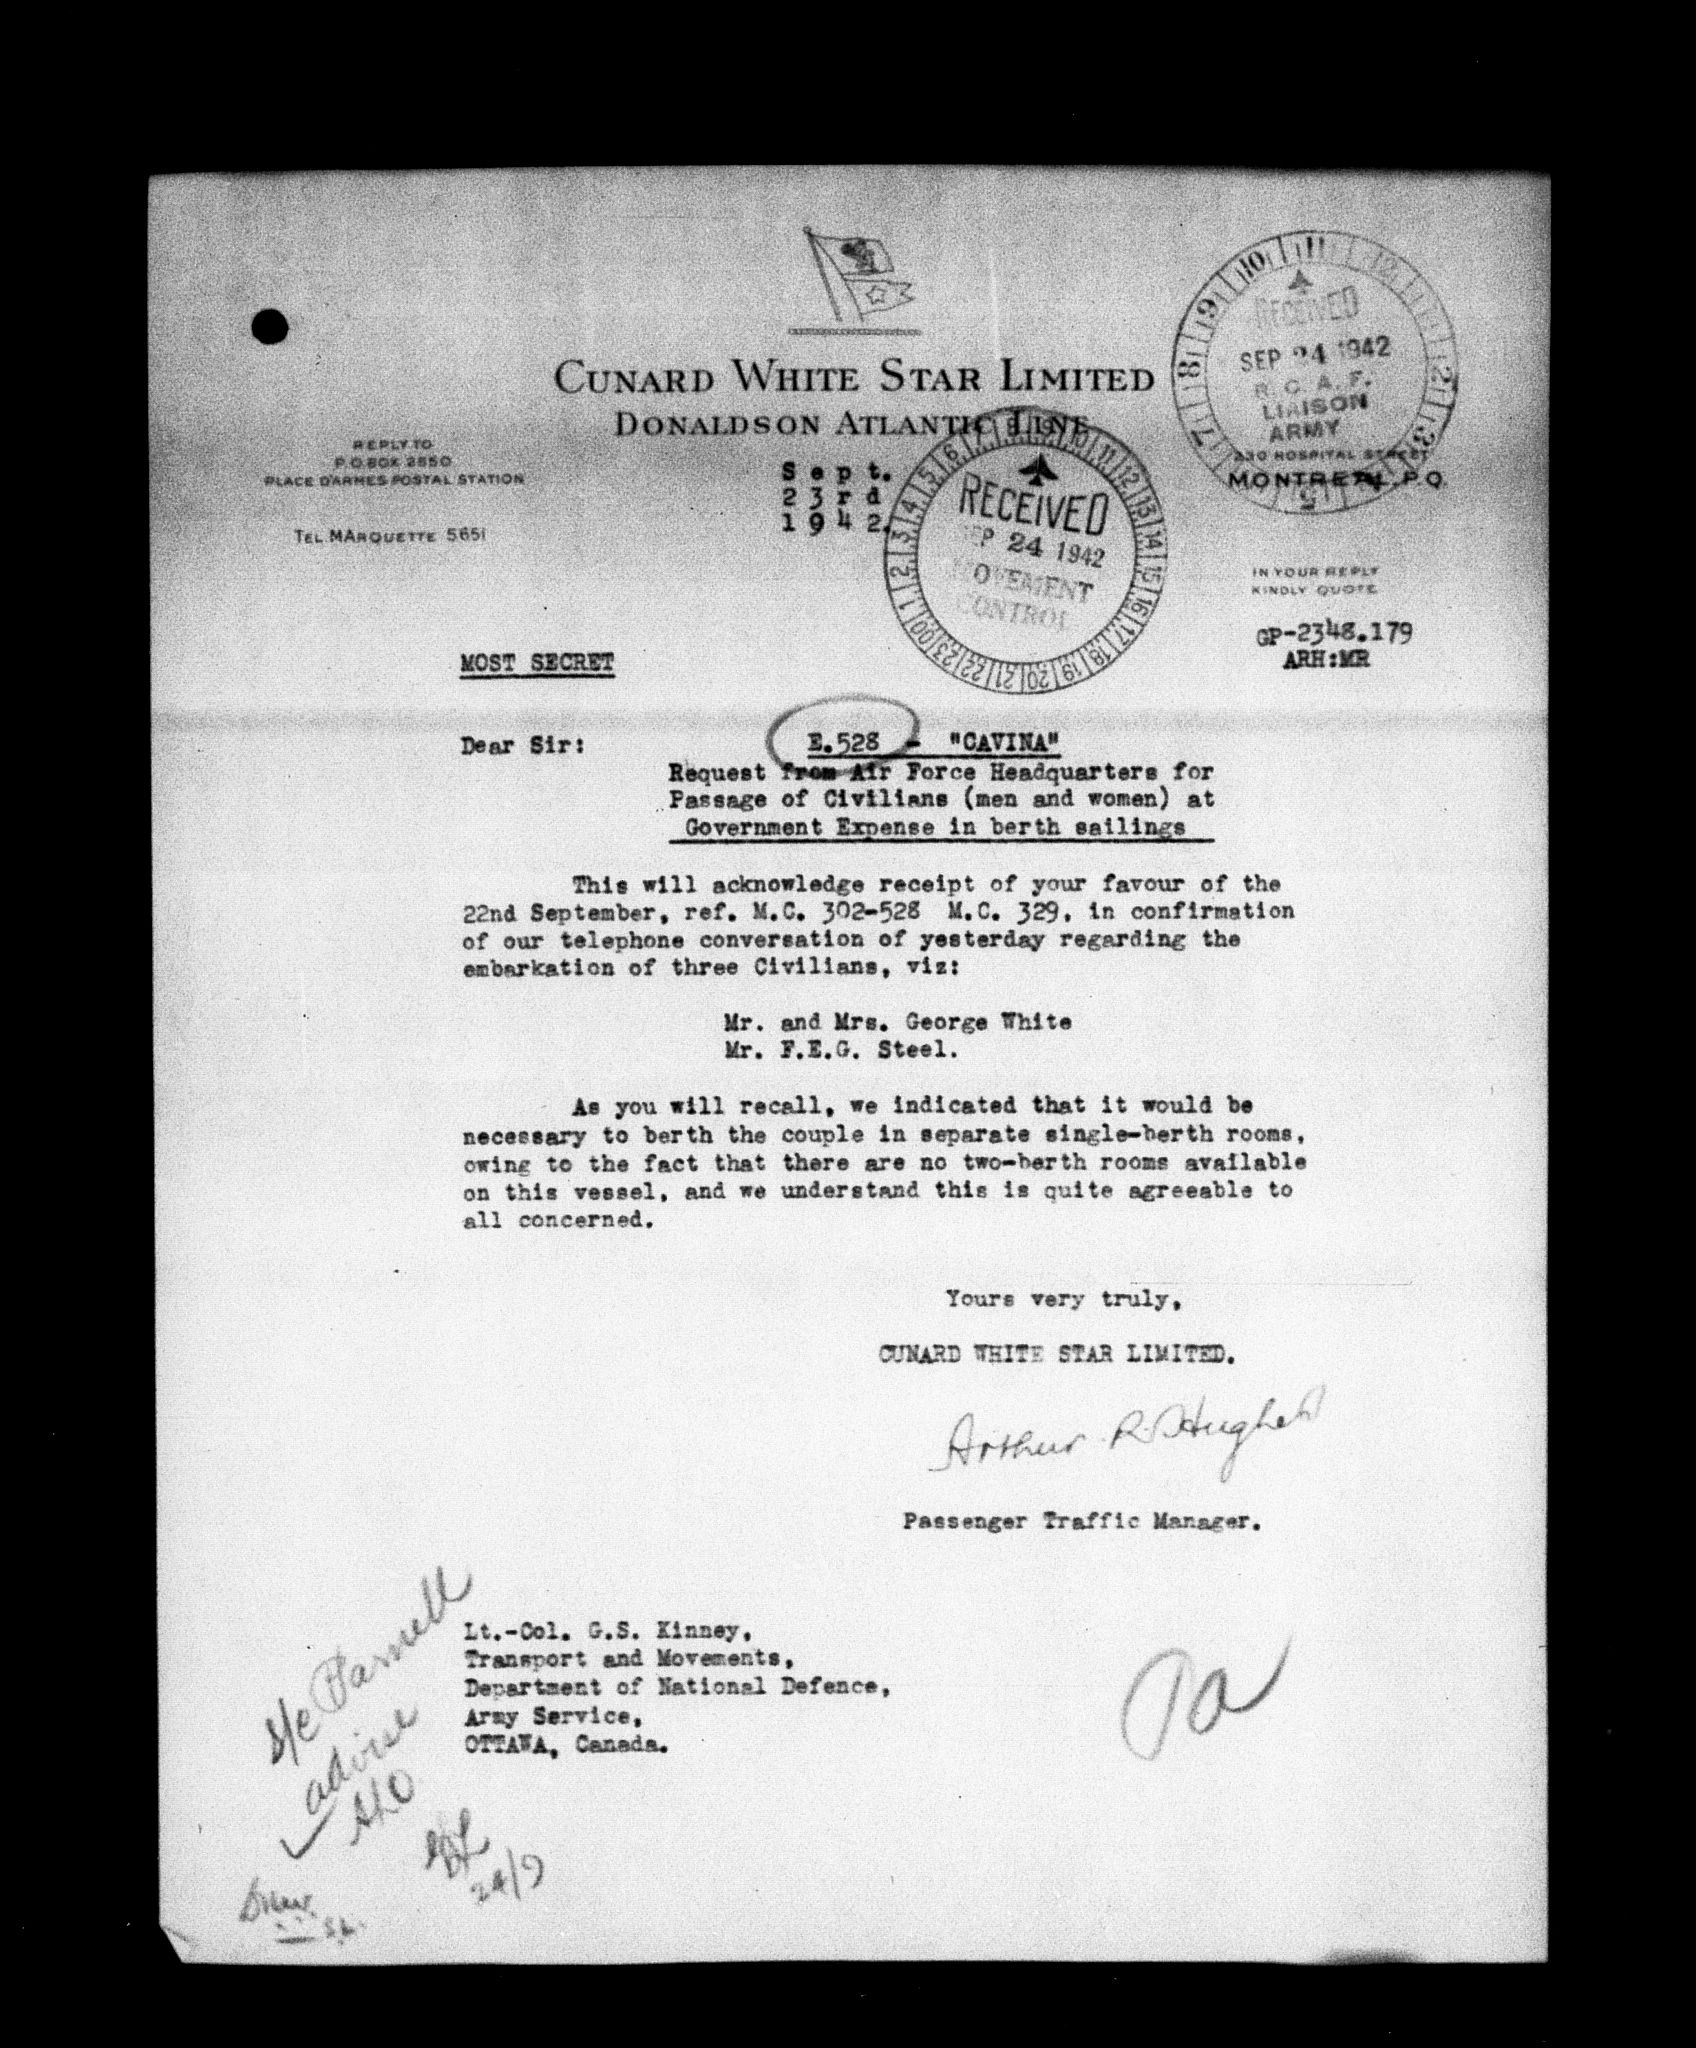 CUNARD WHITE STAR LIMITED
DONALDSON ATLANTIC LINE
REPLY TO
P.O. BOX 2550
PLACE D'ARMES POSTAL STATION
TEL. MARQUETTE 5651
Sept.
23rd
1942.
RECEIVED
SEP 24 1942
MOVEMENT
CONTROL
RECEIVED
SEP 24 1942
R. C. A. F.
LIAISON
ARMY
230 HOSPITAL STREET
MONTREAL, P.Q.
IN YOUR REPLY
KINDLY QUOTE
GP-2348.179
ARH:MR
MOST SECRET
Dear Sir:
E.528 - "CAVINA"
Request from Air Force Headquarters for
Passage of Civilians (men and women) at
Government Expense in berth sailings
This will acknowledge receipt of your favour of the
22nd September, ref. M.C. 302-528 M.C. 329, in confirmation
of our telephone conversation of yesterday regarding the
embarkation of three Civilians, viz:
Mr. and Mrs. George White
Mr. F.E.G. Steel.
As you will recall, we indicated that it would be
necessary to berth the couple in separate single-berth rooms,
owing to the fact that there are no two-berth rooms available
on this vessel, and we understand this is quite agreeable to
all concerned.
Yours very truly,
CUNARD WHITE STAR LIMITED.
Arthur R. Hughes
Passenger Traffic Manager.
Lt.-Col. G.S. Kinney,
Transport and Movements,
Department of National Defence,
Army Service,
OTTAWA, Canada.
S/C Parnell
advise
24/9